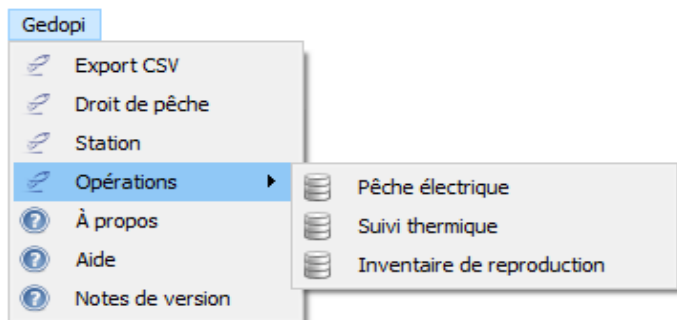 Gedopi
Export CSV
Droit de pêche
Station
Opérations
Pêche électrique
À propos
Suivi thermique
Aide
Inventaire de reproduction
Notes de version